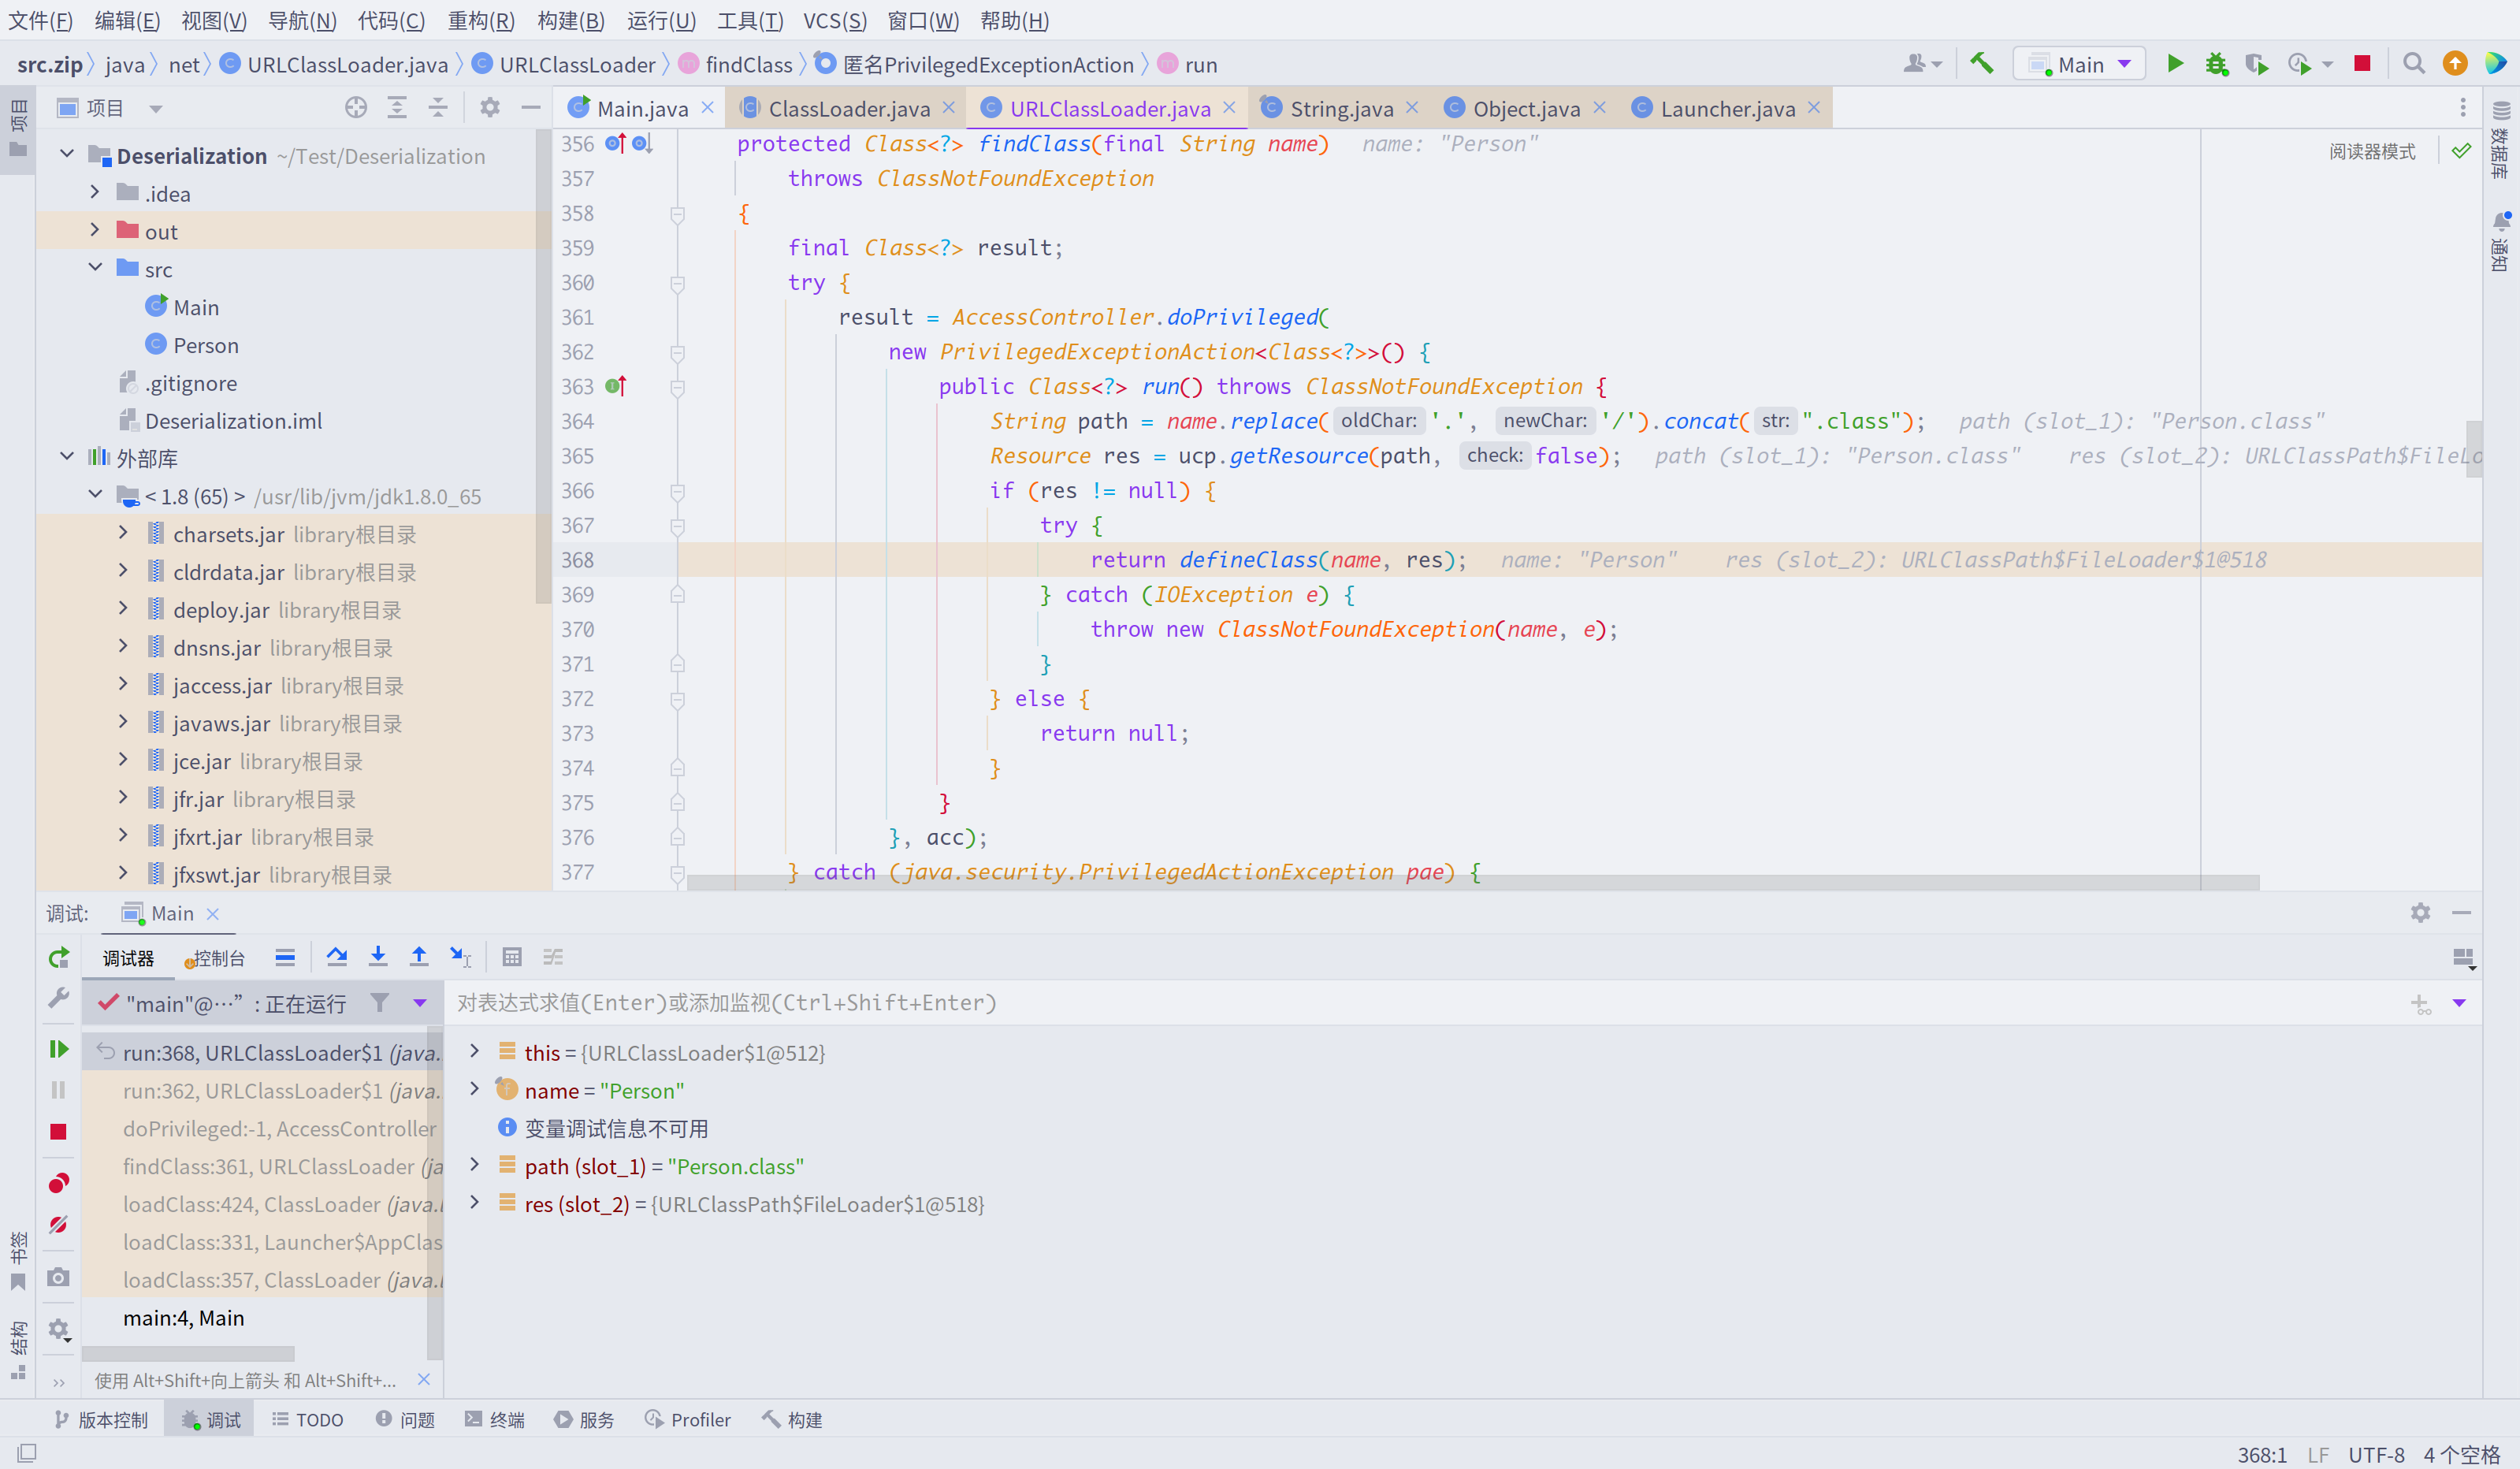 文件(F) 编辑(E) 视图(V) 导航(N) 代码(C) 重构(R) 构建(B) 运行(U) 工具(T) VCS(S) 窗口(W) 帮助(H)
src.zip java net URLClassLoader.java URLClassLoader findClass 匿名PrivilegedExceptionAction run Main
项目
Main.java ClassLoader.java URLClassLoader.java String.java Object.java Launcher.java
项目
Deserialization ~/Test/Deserialization
.idea
out
src
Main
Person
.gitignore
Deserialization.iml
外部库
< 1.8 (65) > /usr/lib/jvm/jdk1.8.0_65
charsets.jar library根目录
cldrdata.jar library根目录
deploy.jar library根目录
dnsns.jar library根目录
jaccess.jar library根目录
javaws.jar library根目录
jce.jar library根目录
jfr.jar library根目录
jfxrt.jar library根目录
jfxswt.jar library根目录
阅读器模式
356 protected Class<?> findClass(final String name) name: "Person"
357 throws ClassNotFoundException
358 {
359 final Class<?> result;
360 try {
361 result = AccessController.doPrivileged(
362 new PrivilegedExceptionAction<Class<?>>() {
363 public Class<?> run() throws ClassNotFoundException {
364 String path = name.replace( oldChar: '.', newChar: '/').concat( str: ".class"); path (slot_1): "Person.class"
365 Resource res = ucp.getResource(path, check: false); path (slot_1): "Person.class" res (slot_2): URLClassPath$FileLo
366 if (res != null) {
367 try {
368 return defineClass(name, res); name: "Person" res (slot_2): URLClassPath$FileLoader$1@518
369 } catch (IOException e) {
370 throw new ClassNotFoundException(name, e);
371 }
372 } else {
373 return null;
374 }
375 }
376 }, acc);
377 } catch (java.security.PrivilegedActionException pae) {
数据库
通知
调试: Main
调试器 控制台
"main"@…” : 正在运行
对表达式求值(Enter)或添加监视(Ctrl+Shift+Enter)
run:368, URLClassLoader$1 (java.
run:362, URLClassLoader$1 (java.
doPrivileged:-1, AccessController
findClass:361, URLClassLoader (ja
loadClass:424, ClassLoader (java.l
loadClass:331, Launcher$AppClas
loadClass:357, ClassLoader (java.l
main:4, Main
使用 Alt+Shift+向上箭头 和 Alt+Shift+...
this = {URLClassLoader$1@512}
name = "Person"
变量调试信息不可用
path (slot_1) = "Person.class"
res (slot_2) = {URLClassPath$FileLoader$1@518}
书签
结构
版本控制 调试 TODO 问题 终端 服务 Profiler 构建
368:1 LF UTF-8 4 个空格